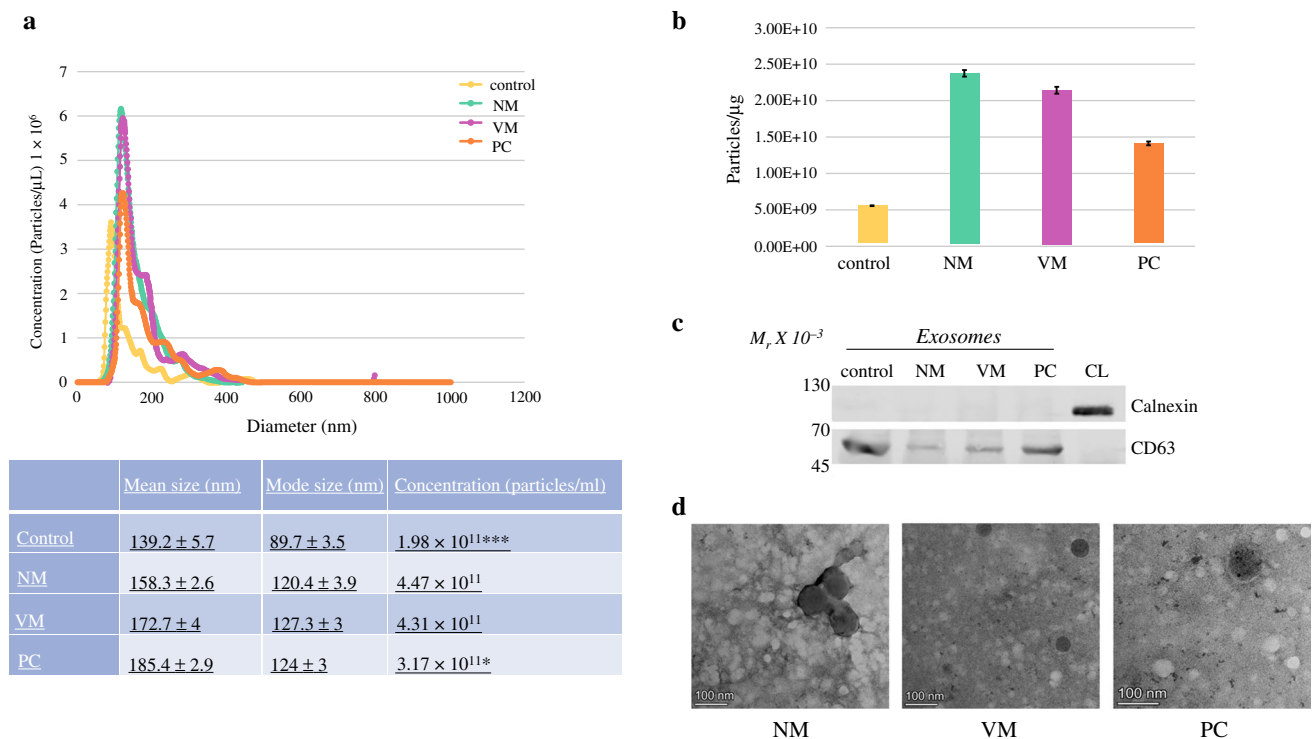 a
Concentration (Particles/μL) 1 × 10⁶
7
6
5
4
3
2
1
0
0 200 400 600 800 1000 1200
Diameter (nm)
control
NM
VM
PC
Mean size (nm) Mode size (nm) Concentration (particles/ml)
Control 139.2 ± 5.7 89.7 ± 3.5 1.98 × 10¹¹***
NM 158.3 ± 2.6 120.4 ± 3.9 4.47 × 10¹¹
VM 172.7 ± 4 127.3 ± 3 4.31 × 10¹¹
PC 185.4 ± 2.9 124 ± 3 3.17 × 10¹¹*
b
Particles/μg
3.00E+10
2.50E+10
2.00E+10
1.50E+10
1.00E+10
5.00E+09
0.00E+00
control NM VM PC
c
Mᵣ X 10⁻³ Exosomes
control NM VM PC CL
130
Calnexin
70
CD63
45
d
100 nm 100 nm 100 nm
NM VM PC